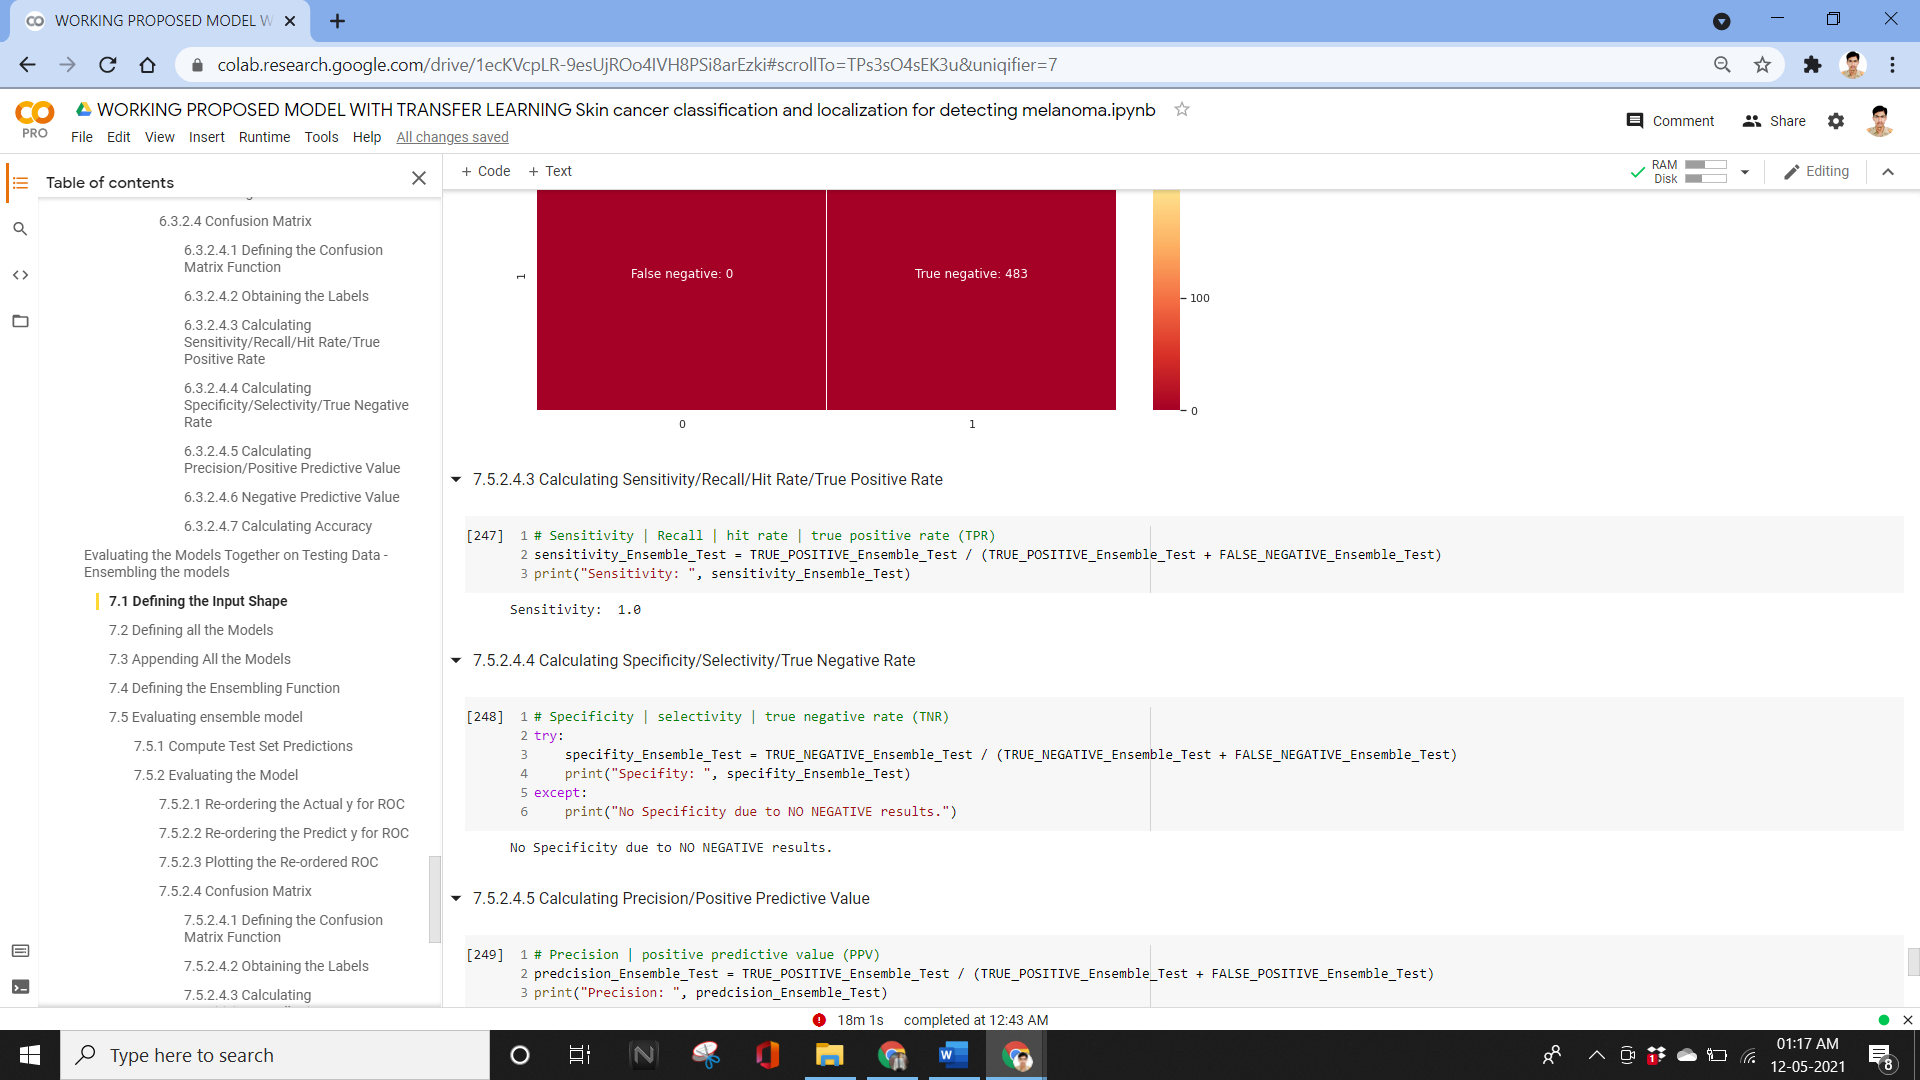 WORKING PROPOSED MODEL W
colab.research.google.com/drive/1ecKVcpLR-9esUjROo4IVH8PSi8arEzki#scrollTo=TPs3sO4sEK3u&uniqifier=7
PRO
WORKING PROPOSED MODEL WITH TRANSFER LEARNING Skin cancer classification and localization for detecting melanoma.ipynb
File Edit View Insert Runtime Tools Help All changes saved
Comment Share
Table of contents
6.3.2.4 Confusion Matrix
6.3.2.4.1 Defining the Confusion
Matrix Function
6.3.2.4.2 Obtaining the Labels
6.3.2.4.3 Calculating
Sensitivity/Recall/Hit Rate/True
Positive Rate
6.3.2.4.4 Calculating
Specificity/Selectivity/True Negative
Rate
6.3.2.4.5 Calculating
Precision/Positive Predictive Value
6.3.2.4.6 Negative Predictive Value
6.3.2.4.7 Calculating Accuracy
Evaluating the Models Together on Testing Data -
Ensembling the models
7.1 Defining the Input Shape
7.2 Defining all the Models
7.3 Appending All the Models
7.4 Defining the Ensembling Function
7.5 Evaluating ensemble model
7.5.1 Compute Test Set Predictions
7.5.2 Evaluating the Model
7.5.2.1 Re-ordering the Actual y for ROC
7.5.2.2 Re-ordering the Predict y for ROC
7.5.2.3 Plotting the Re-ordered ROC
7.5.2.4 Confusion Matrix
7.5.2.4.1 Defining the Confusion
Matrix Function
7.5.2.4.2 Obtaining the Labels
7.5.2.4.3 Calculating
+ Code + Text
RAM
Disk
Editing
1
False negative: 0
True negative: 483
100
0
0
1
7.5.2.4.3 Calculating Sensitivity/Recall/Hit Rate/True Positive Rate
[247] 1 # Sensitivity | Recall | hit rate | true positive rate (TPR)
2 sensitivity_Ensemble_Test = TRUE_POSITIVE_Ensemble_Test / (TRUE_POSITIVE_Ensemble_Test + FALSE_NEGATIVE_Ensemble_Test)
3 print("Sensitivity: ", sensitivity_Ensemble_Test)
Sensitivity:  1.0
7.5.2.4.4 Calculating Specificity/Selectivity/True Negative Rate
[248] 1 # Specificity | selectivity | true negative rate (TNR)
2 try:
3     specifity_Ensemble_Test = TRUE_NEGATIVE_Ensemble_Test / (TRUE_NEGATIVE_Ensemble_Test + FALSE_NEGATIVE_Ensemble_Test)
4     print("Specifity: ", specifity_Ensemble_Test)
5 except:
6     print("No Specificity due to NO NEGATIVE results.")
No Specificity due to NO NEGATIVE results.
7.5.2.4.5 Calculating Precision/Positive Predictive Value
[249] 1 # Precision | positive predictive value (PPV)
2 predcision_Ensemble_Test = TRUE_POSITIVE_Ensemble_Test / (TRUE_POSITIVE_Ensemble_Test + FALSE_POSITIVE_Ensemble_Test)
3 print("Precision: ", predcision_Ensemble_Test)
18m 1s completed at 12:43 AM
Type here to search
01:17 AM
12-05-2021
8